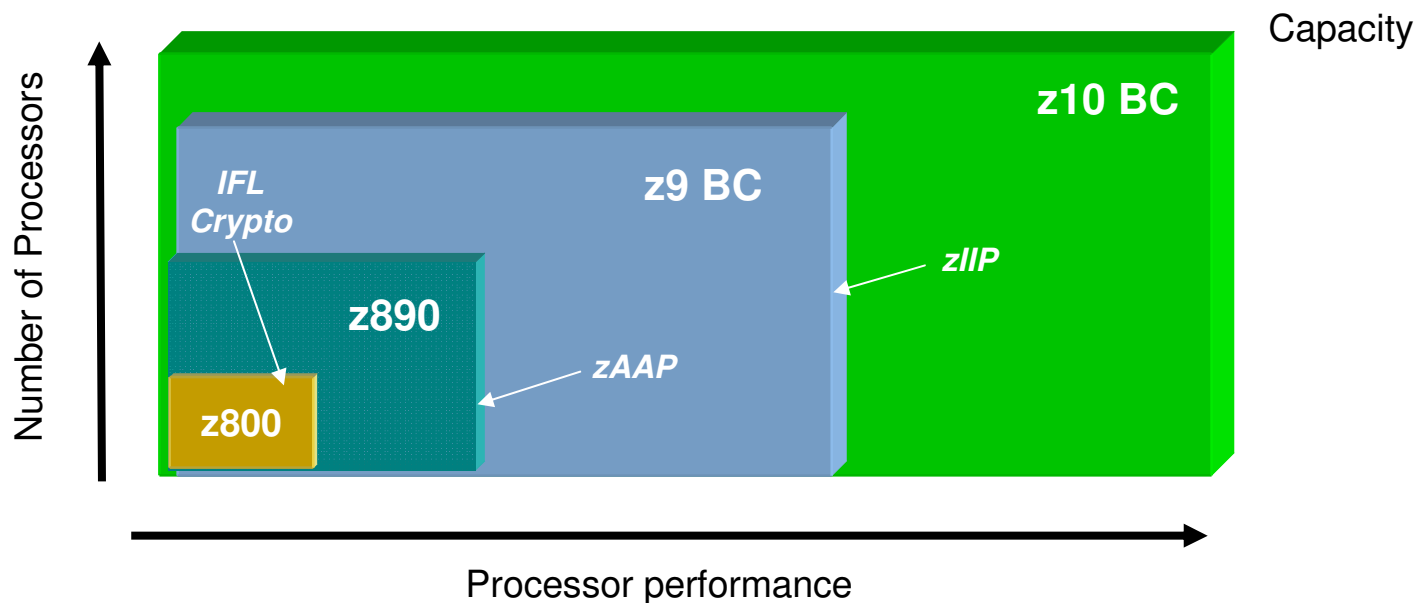 Capacity
Number of Processors
z10 BC
z9 BC
IFL
Crypto
zIIP
z890
zAAP
z800
Processor performance